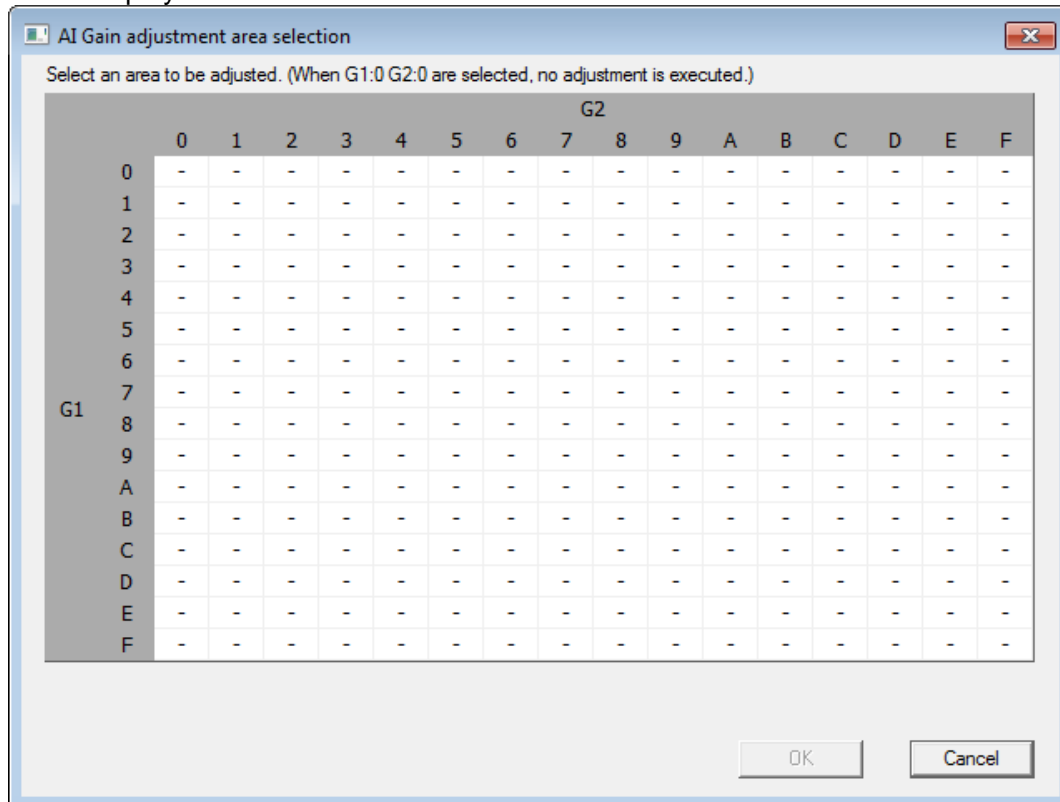 AI Gain adjustment area selection
Select an area to be adjusted. (When G1:0 G2:0 are selected, no adjustment is executed.)
G2
0 1 2 3 4 5 6 7 8 9 A B C D E F
0 - - - - - - - - - - - - - - - -
1 - - - - - - - - - - - - - - - -
2 - - - - - - - - - - - - - - - -
3 - - - - - - - - - - - - - - - -
4 - - - - - - - - - - - - - - - -
5 - - - - - - - - - - - - - - - -
6 - - - - - - - - - - - - - - - -
7 - - - - - - - - - - - - - - - -
G1
8 - - - - - - - - - - - - - - - -
9 - - - - - - - - - - - - - - - -
A - - - - - - - - - - - - - - - -
B - - - - - - - - - - - - - - - -
C - - - - - - - - - - - - - - - -
D - - - - - - - - - - - - - - - -
E - - - - - - - - - - - - - - - -
F - - - - - - - - - - - - - - - -
OK Cancel